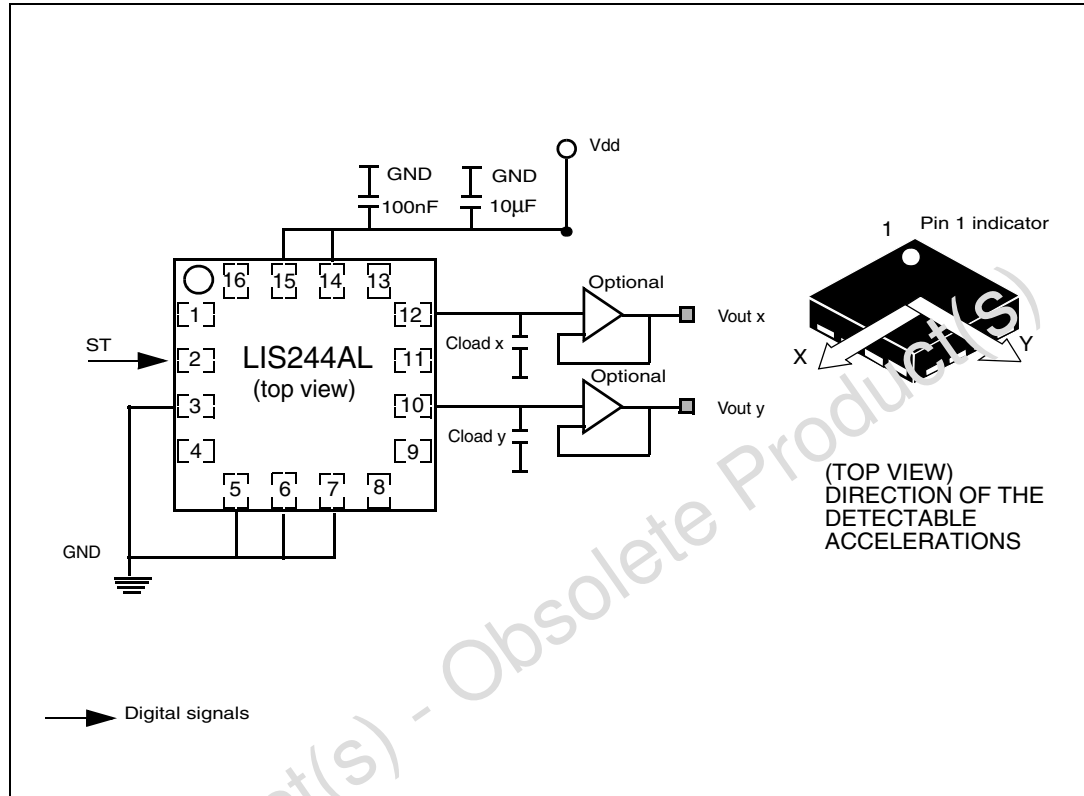 Vdd
GND
GND
100nF
10µF
16
15
14
13
1
2
3
4
5
6
7
8
12
11
10
9
LIS244AL
(top view)
ST
GND
Optional
Cload x
Vout x
Optional
Cload y
Vout y
1
Pin 1 indicator
X
Y
(TOP VIEW)
DIRECTION OF THE
DETECTABLE
ACCELERATIONS
Digital signals
ct(s) - Obsolete Product(s)